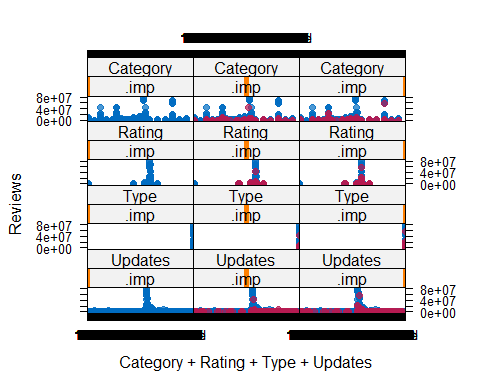 Category Category Category
.imp .imp .imp
8e+07
4e+07
0e+00
Rating Rating Rating
.imp .imp .imp
8e+07
4e+07
0e+00
Type Type Type
.imp .imp .imp
8e+07
4e+07
0e+00
Updates Updates Updates
.imp .imp .imp
8e+07
4e+07
0e+00
Reviews
Category + Rating + Type + Updates